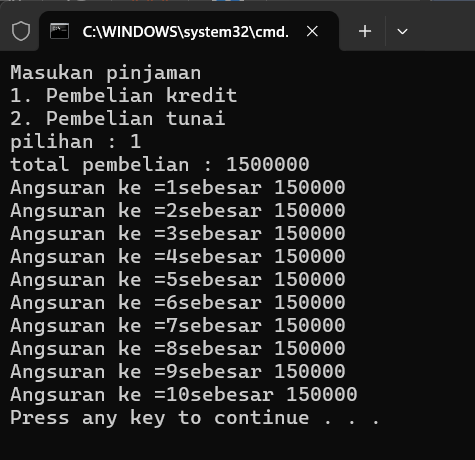 C:\WINDOWS\system32\cmd.
Masukan pinjaman
1. Pembelian kredit
2. Pembelian tunai
pilihan : 1
total pembelian : 1500000
Angsuran ke =1sebesar 150000
Angsuran ke =2sebesar 150000
Angsuran ke =3sebesar 150000
Angsuran ke =4sebesar 150000
Angsuran ke =5sebesar 150000
Angsuran ke =6sebesar 150000
Angsuran ke =7sebesar 150000
Angsuran ke =8sebesar 150000
Angsuran ke =9sebesar 150000
Angsuran ke =10sebesar 150000
Press any key to continue . . .